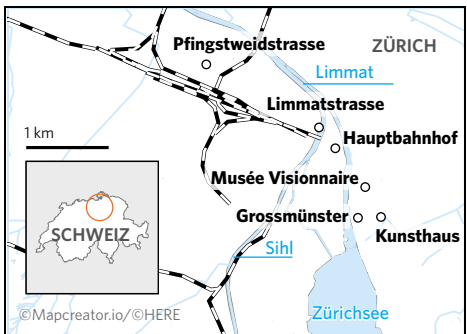 Pfingstweidstrasse
ZÜRICH
Limmat
Limmatstrasse
1 km
Hauptbahnhof
Musée Visionnaire
Grossmünster
Kunsthaus
SCHWEIZ
Sihl
©Mapcreator.io/©HERE
Zürichsee